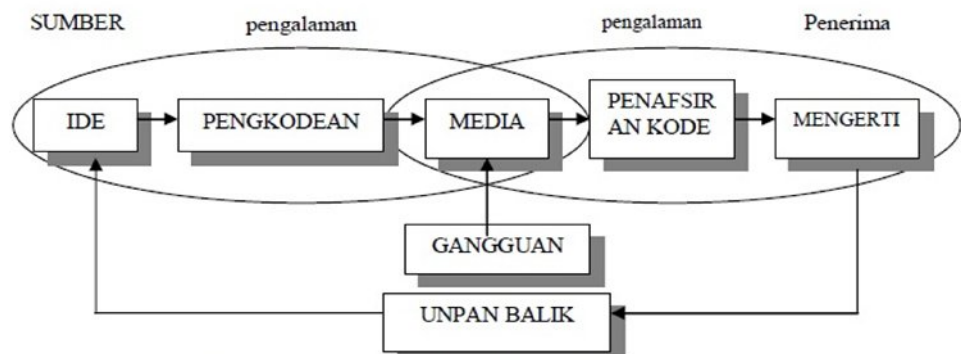 SUMBER
pengalaman
pengalaman
Penerima
IDE
PENGKODEAN
MEDIA
PENAFSIR
AN KODE
MENGERTI
GANGGUAN
UNPAN BALIK